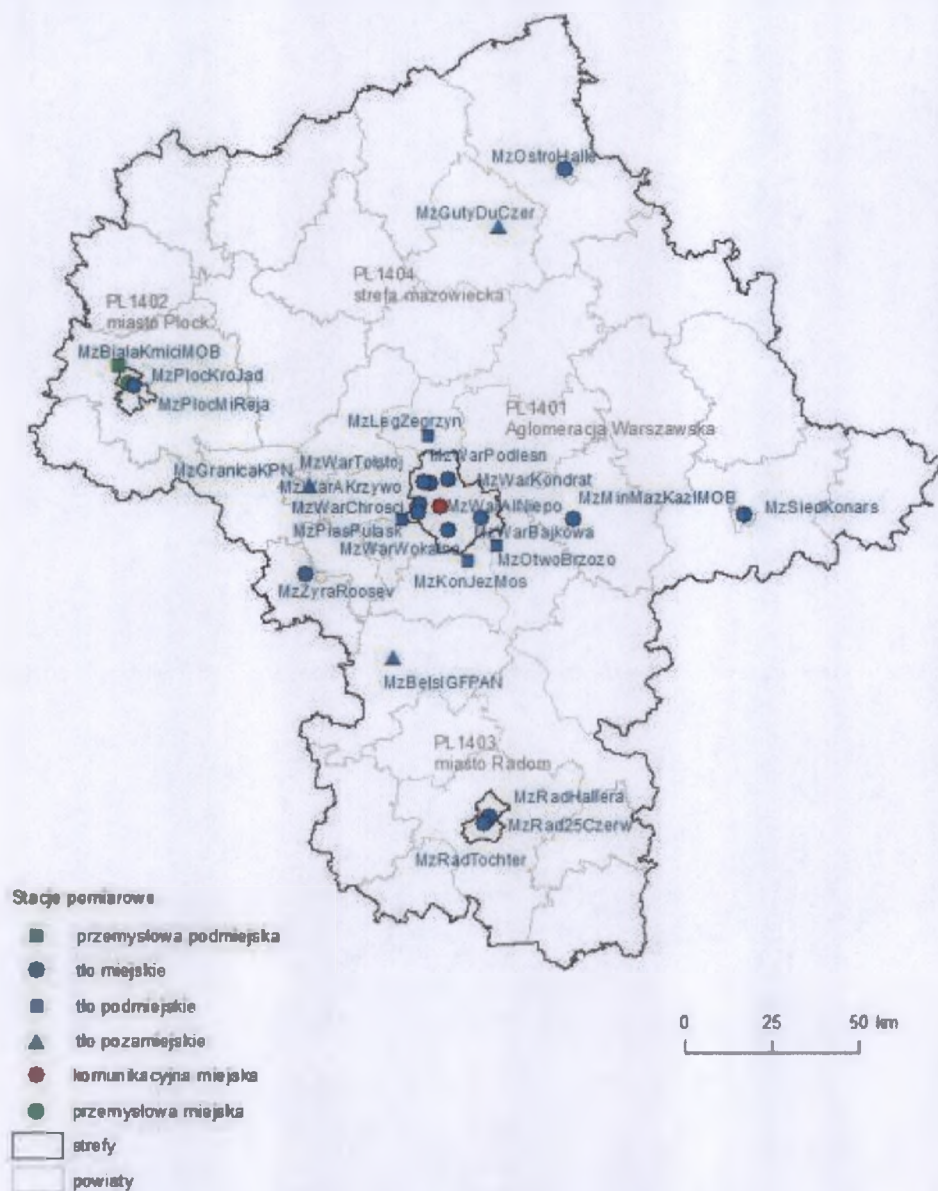 MzOstroHalle
MzGutyDuCzer
PL1404
strefa mazowiecka
PL1402
miasto Płock
MzBialaKmiciMOB
MzPlocKroJad
MzPlocMiReja
MzLegZegrzyn
PL1401
Aglomeracja Warszawska
MzGranicaKPN
MzWarTolstoj
MzWarPodlesn
MzWarAKrzywo
MzWarKondrat
MzWarChrosci
MzWarAlNiepo
MzMinMazKaziMOB
MzSiedKonars
MzPiasPulask
MzWarBajkowa
MzWarWokalna
MzOtwoBrzozo
MzKonJezMos
MzZyraRoosev
MzBelsIGFPAN
PL1403
miasto Radom
MzRadHallera
MzRad25Czerw
MzRadTochter
Stacje pomiarowe
przemysłowa podmiejska
tło miejskie
tło podmiejskie
tło pozamiejskie
komunikacyjna miejska
przemysłowa miejska
strefy
powiaty
0 25 50 km